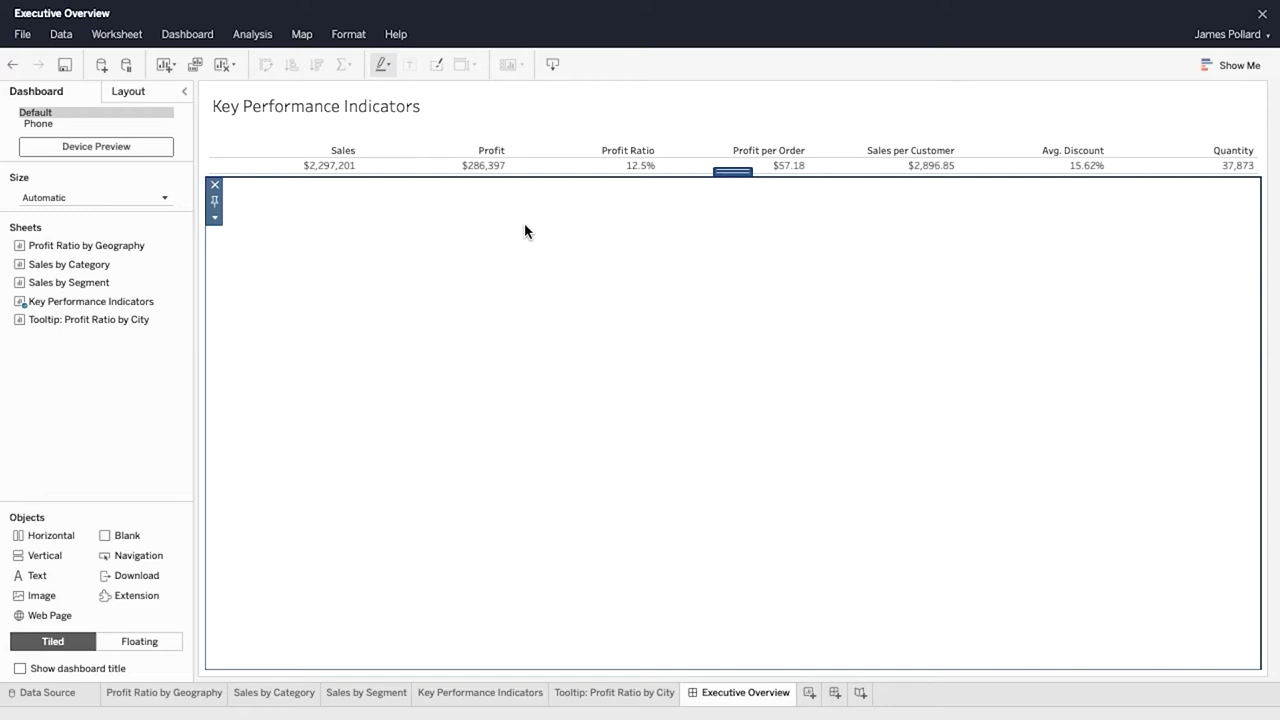 Executive Overview
File Data Worksheet Dashboard Analysis Map Format Help James Pollard
Show Me
Dashboard Layout
Default
Phone
Device Preview
Size
Automatic
Sheets
Profit Ratio by Geography
Sales by Category
Sales by Segment
Key Performance Indicators
Tooltip: Profit Ratio by City
Objects
Horizontal Blank
Vertical Navigation
Text Download
Image Extension
Web Page
Tiled Floating
Show dashboard title
Key Performance Indicators
Sales Profit Profit Ratio Profit per Order Sales per Customer Avg. Discount Quantity
$2,297,201 $286,397 12.5% $57.18 $2,896.85 15.62% 37,873
Data Source Profit Ratio by Geography Sales by Category Sales by Segment Key Performance Indicators Tooltip: Profit Ratio by City Executive Overview